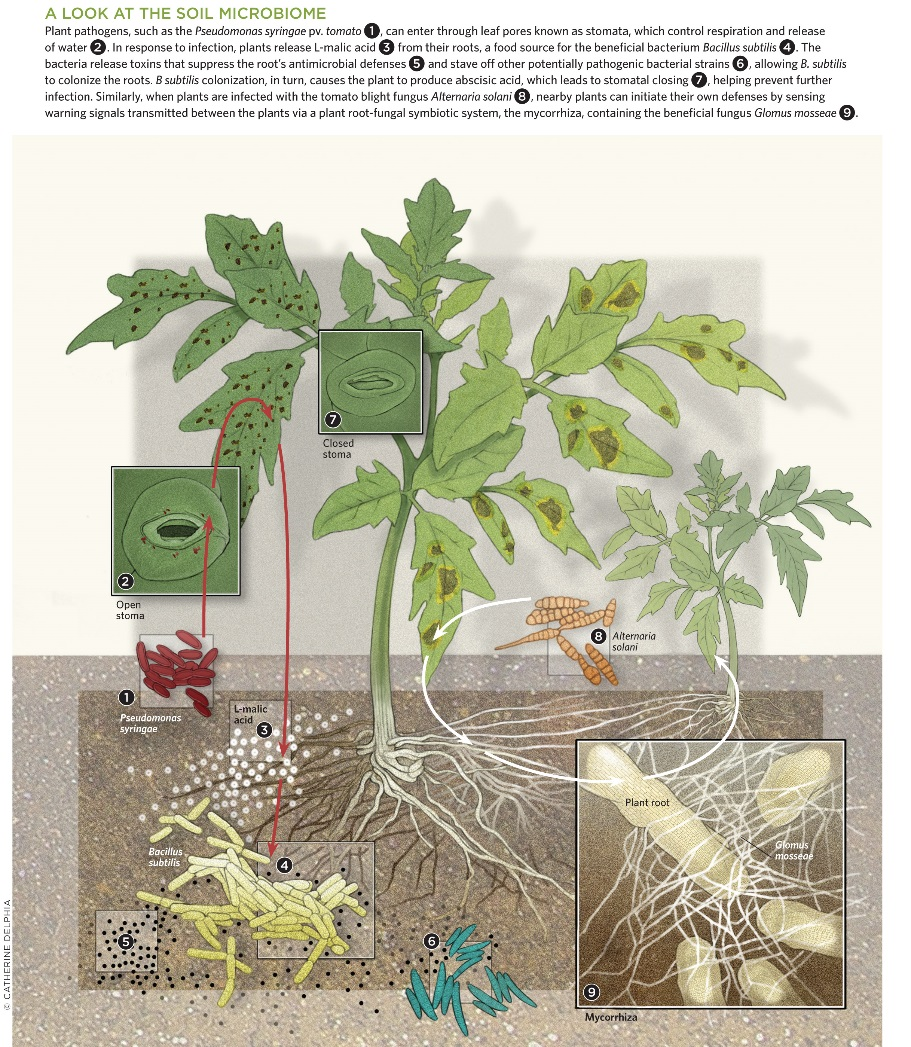 A LOOK AT THE SOIL MICROBIOME
Plant pathogens, such as the Pseudomonas syringae pv. tomato 1, can enter through leaf pores known as stomata, which control respiration and release
of water 2. In response to infection, plants release L-malic acid 3 from their roots, a food source for the beneficial bacterium Bacillus subtilis 4. The
bacteria release toxins that suppress the root's antimicrobial defenses 5 and stave off other potentially pathogenic bacterial strains 6, allowing B. subtilis
to colonize the roots. B subtilis colonization, in turn, causes the plant to produce abscisic acid, which leads to stomatal closing 7, helping prevent further
infection. Similarly, when plants are infected with the tomato blight fungus Alternaria solani 8, nearby plants can initiate their own defenses by sensing
warning signals transmitted between the plants via a plant root-fungal symbiotic system, the mycorrhiza, containing the beneficial fungus Glomus mosseae 9.
7
Closed
stoma
2
Open
stoma
8
Alternaria
solani
1
Pseudomonas
syringae
L-malic
acid
3
Plant root
Glomus
mosseae
Bacillus
subtilis
4
5
6
9
Mycorrhiza
© CATHERINE DELPHIA